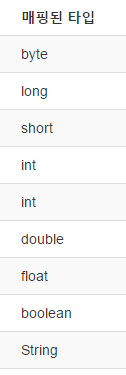 매핑된 타입
byte
long
short
int
int
double
float
boolean
String